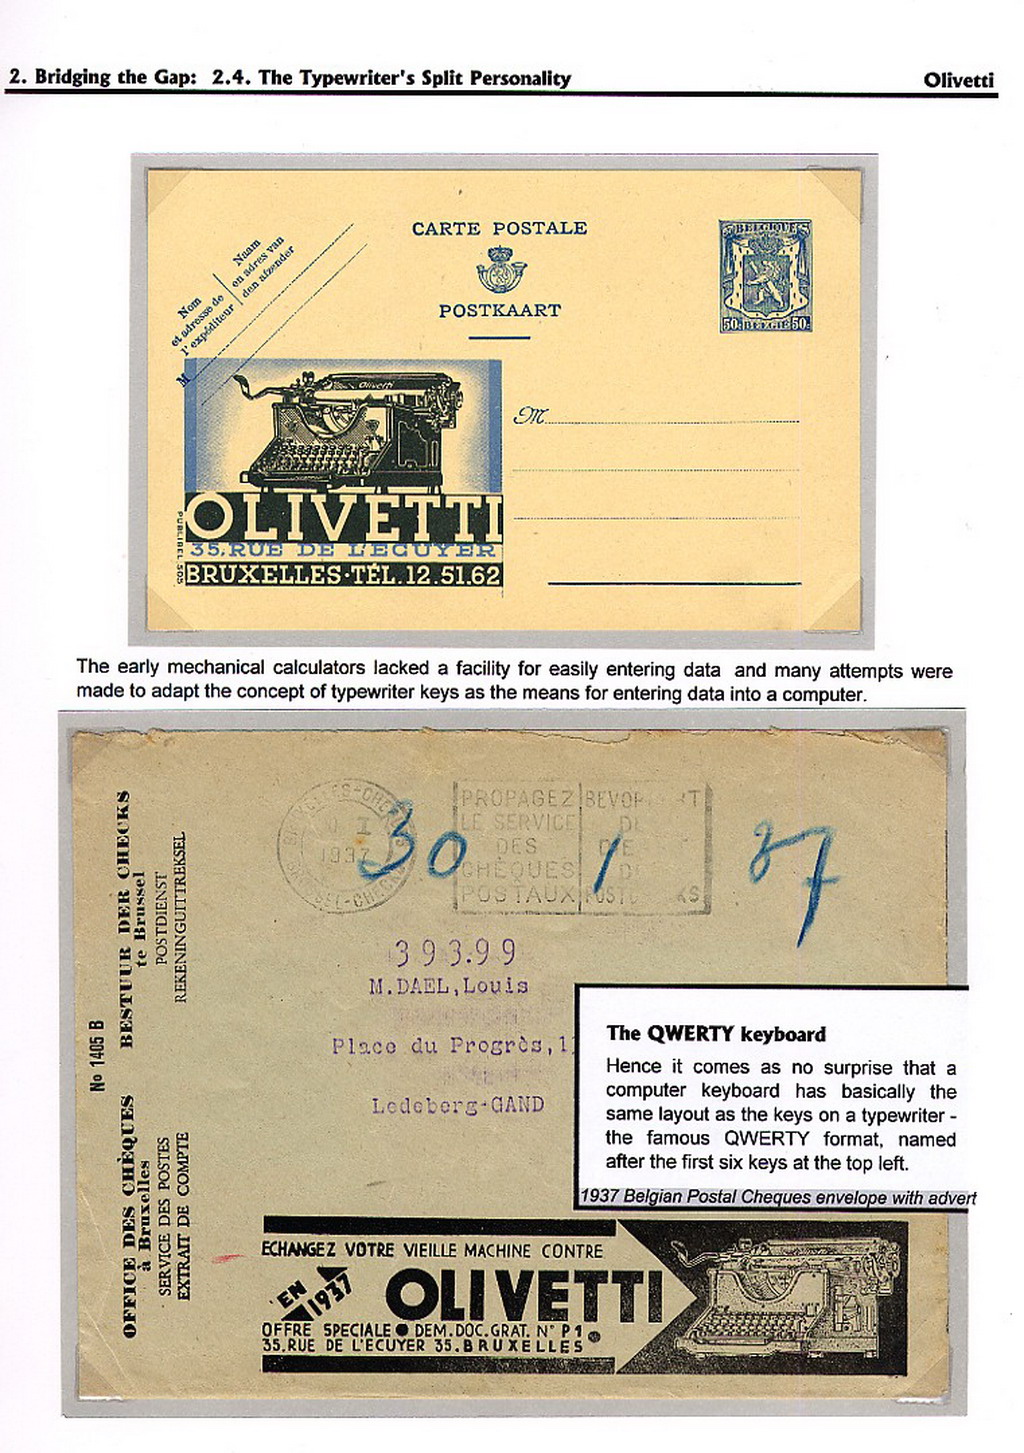 2. Bridging the Gap: 2.4. The Typewriter's Split Personality
Olivetti
CARTE POSTALE
POSTKAART
BELGIQUE
50c BELGIË 50c
Nom
et adresse de
l'expéditeur
Naam
en adres van
den afzender
M
Olivetti
M
OLIVETTI
35, RUE DE L'ECUYER
BRUXELLES·TÉL.12.51.62
PUBLIBEL 505
The early mechanical calculators lacked a facility for easily entering data and many attempts were
made to adapt the concept of typewriter keys as the means for entering data into a computer.
OFFICE DES CHÈQUES
à Bruxelles
SERVICE DES POSTES
EXTRAIT DE COMPTE
BESTUUR DER CHECKS
te Brussel
POSTDIENST
REKENINGUITTREKSEL
No 1405 B
I
1937
PROPAGEZ
LE SERVICE
DES
CHÈQUES
POSTAUX
30 1 37
39399
M.DAEL,Louis
Place du Progrès,
Ledeberg-GAND
The QWERTY keyboard
Hence it comes as no surprise that a
computer keyboard has basically the
same layout as the keys on a typewriter -
the famous QWERTY format, named
after the first six keys at the top left.
1937 Belgian Postal Cheques envelope with advert
ECHANGEZ VOTRE VIEILLE MACHINE CONTRE
EN 1937
OLIVETTI
OFFRE SPECIALE ● DEM.DOC.GRAT. N° P1
35.RUE DE L'ECUYER 35.BRUXELLES